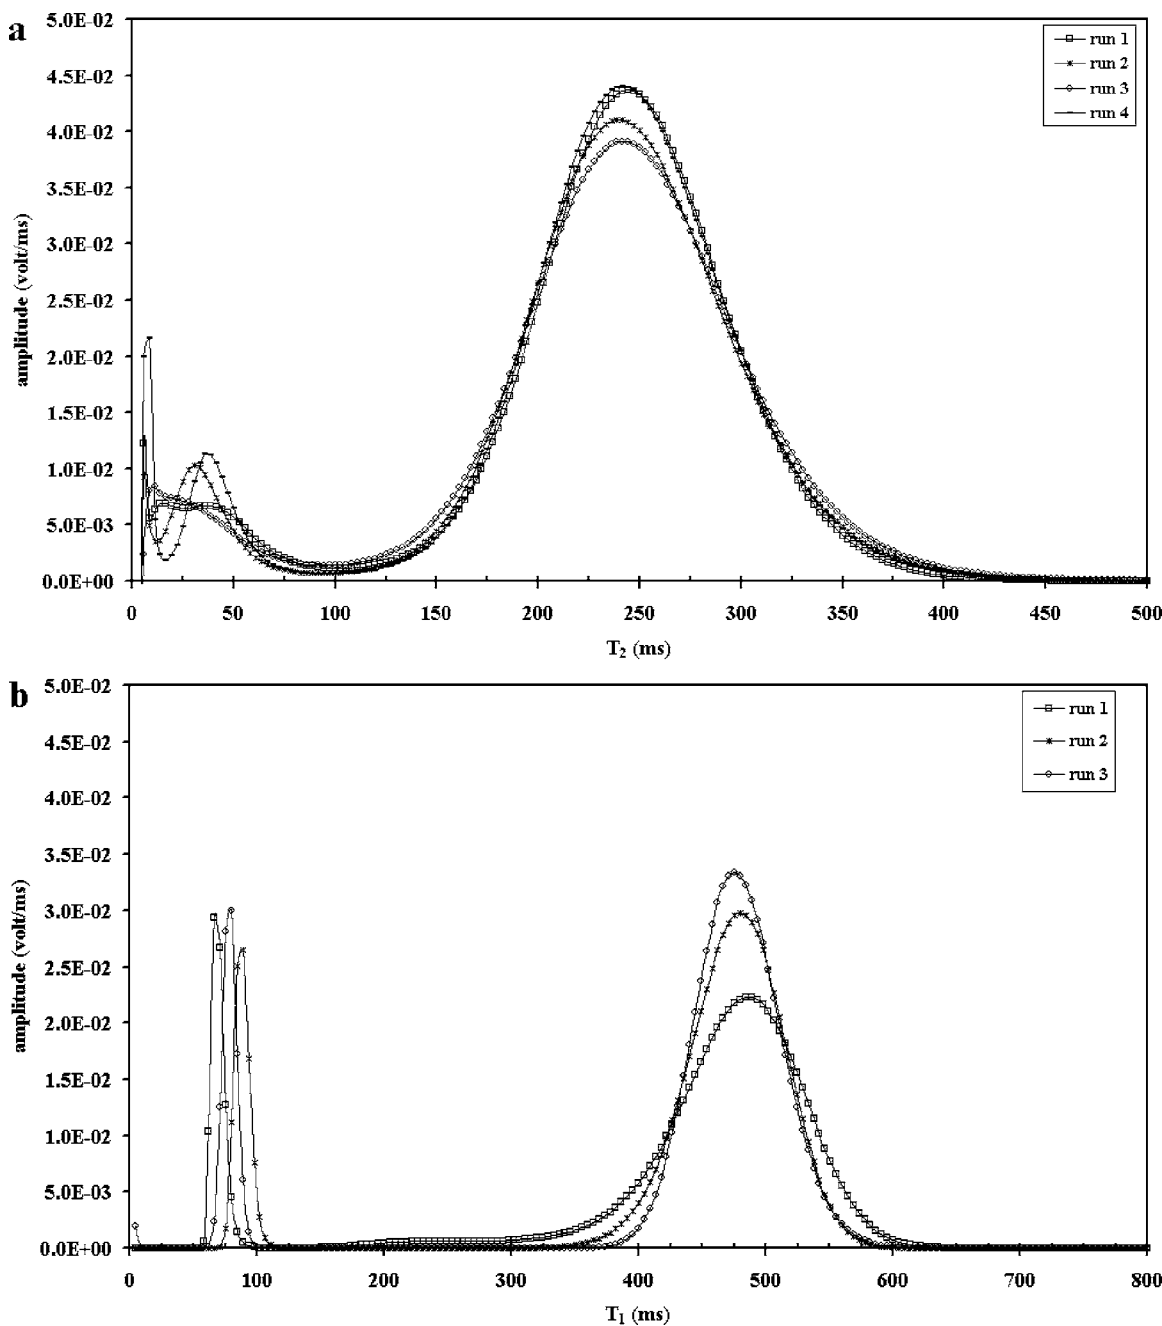 a
5.0E-02
4.5E-02
4.0E-02
3.5E-02
3.0E-02
2.5E-02
2.0E-02
1.5E-02
1.0E-02
5.0E-03
0.0E+00
amplitude (volt/ms)
run 1
run 2
run 3
run 4
0 50 100 150 200 250 300 350 400 450 500
T2 (ms)
b
5.0E-02
4.5E-02
4.0E-02
3.5E-02
3.0E-02
2.5E-02
2.0E-02
1.5E-02
1.0E-02
5.0E-03
0.0E+00
amplitude (volt/ms)
run 1
run 2
run 3
0 100 200 300 400 500 600 700 800
T1 (ms)